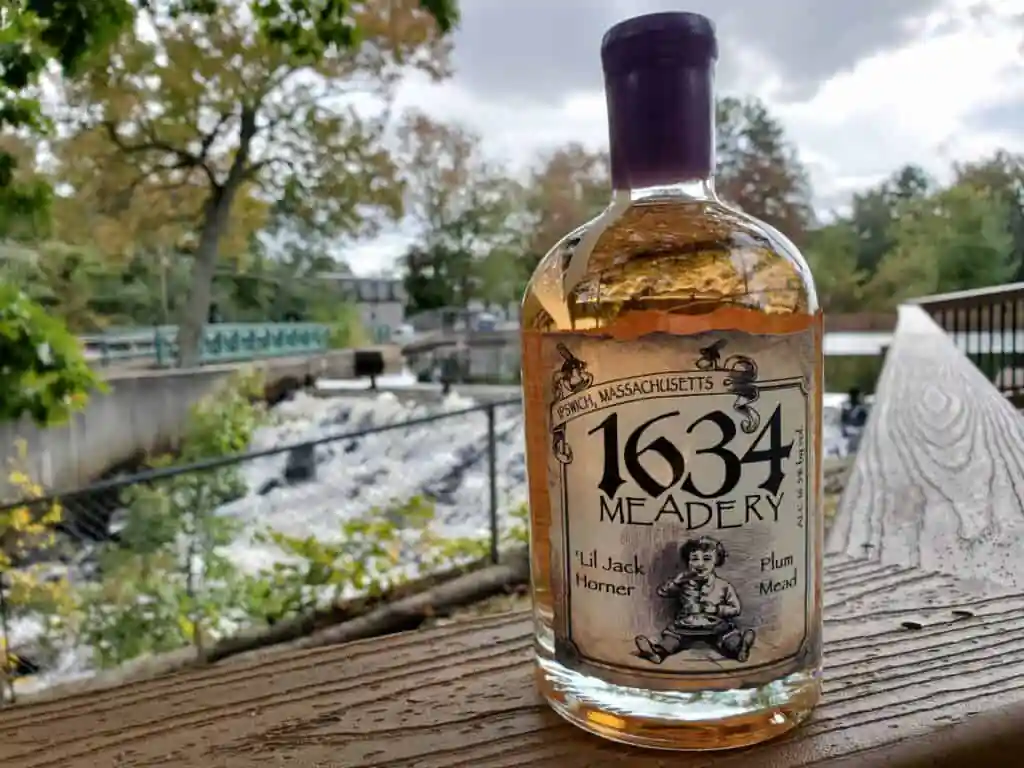 IPSWICH, MASSACHUSETTS
1634
MEADERY
'Lil Jack
Horner
Plum
Mead